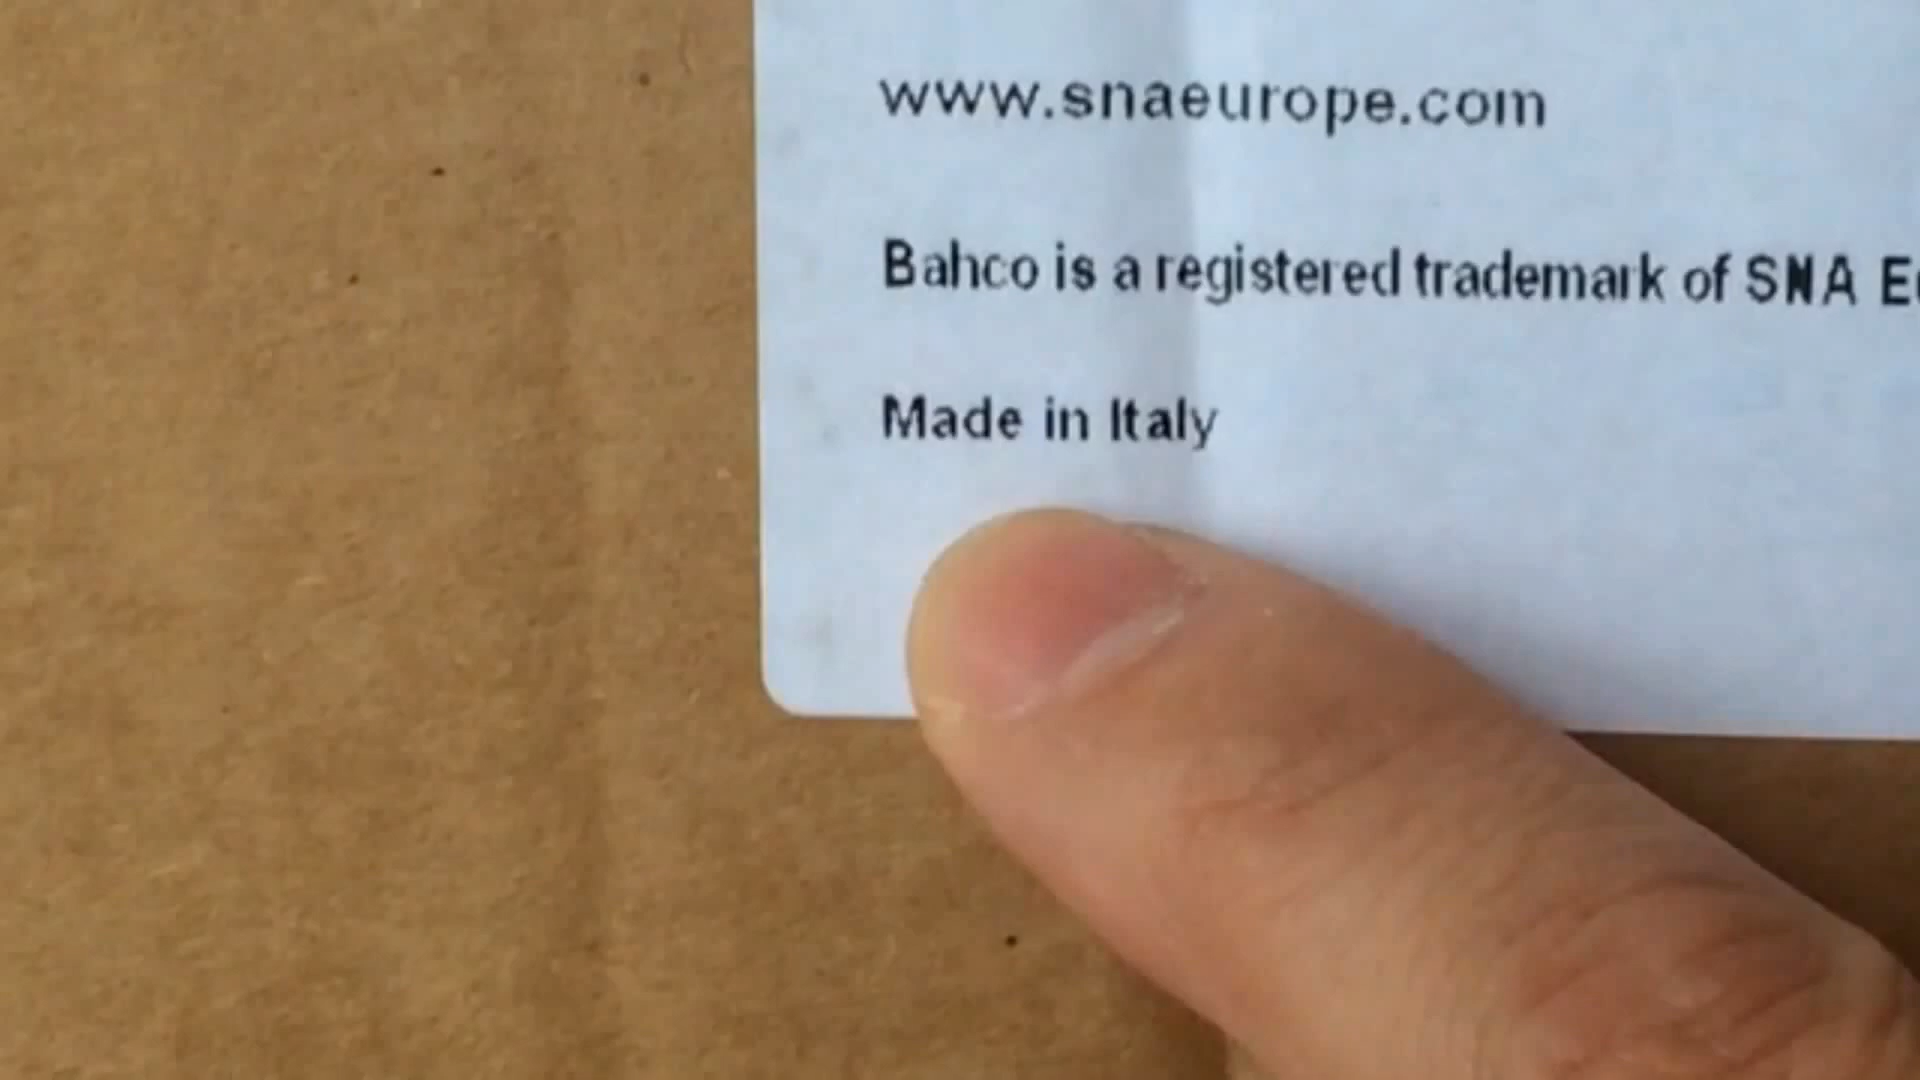 www.snaeurope.com
Bahco is a registered trademark of SNA
Made in Italy